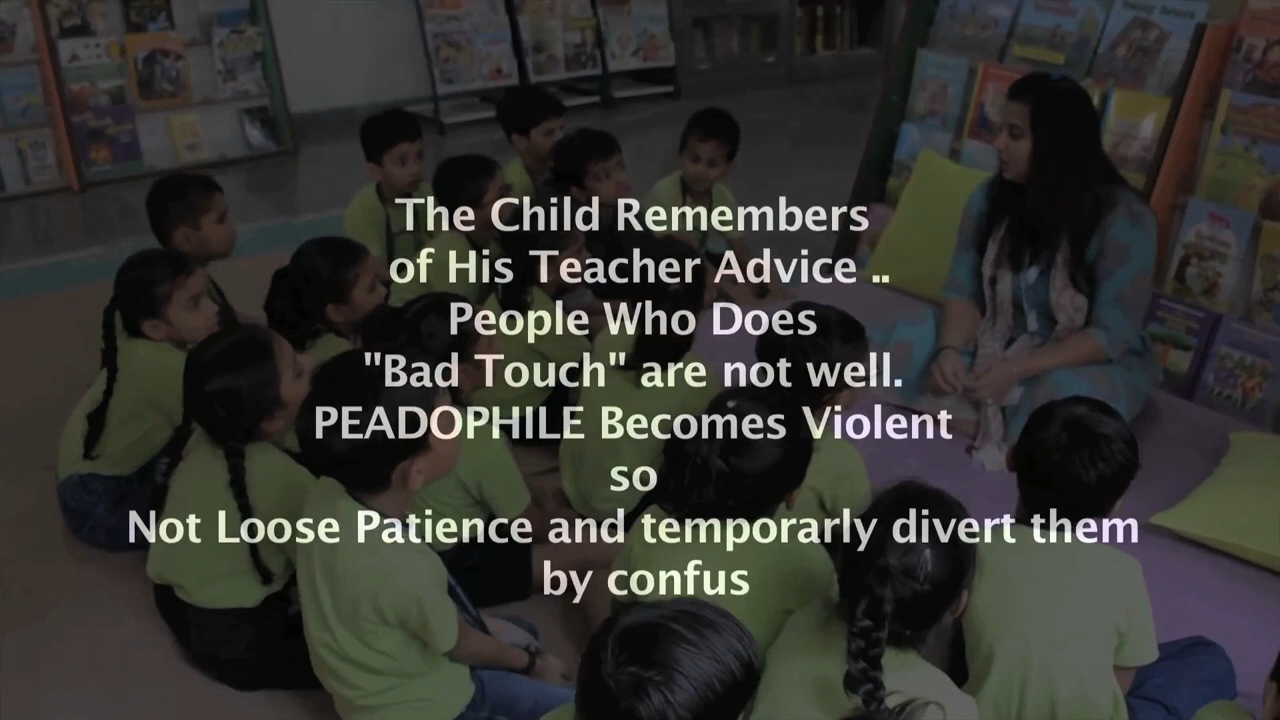 The Child Remembers
of His Teacher Advice ..
People Who Does
"Bad Touch" are not well.
PEADOPHILE Becomes Violent
so
Not Loose Patience and temporarly divert them
by confus